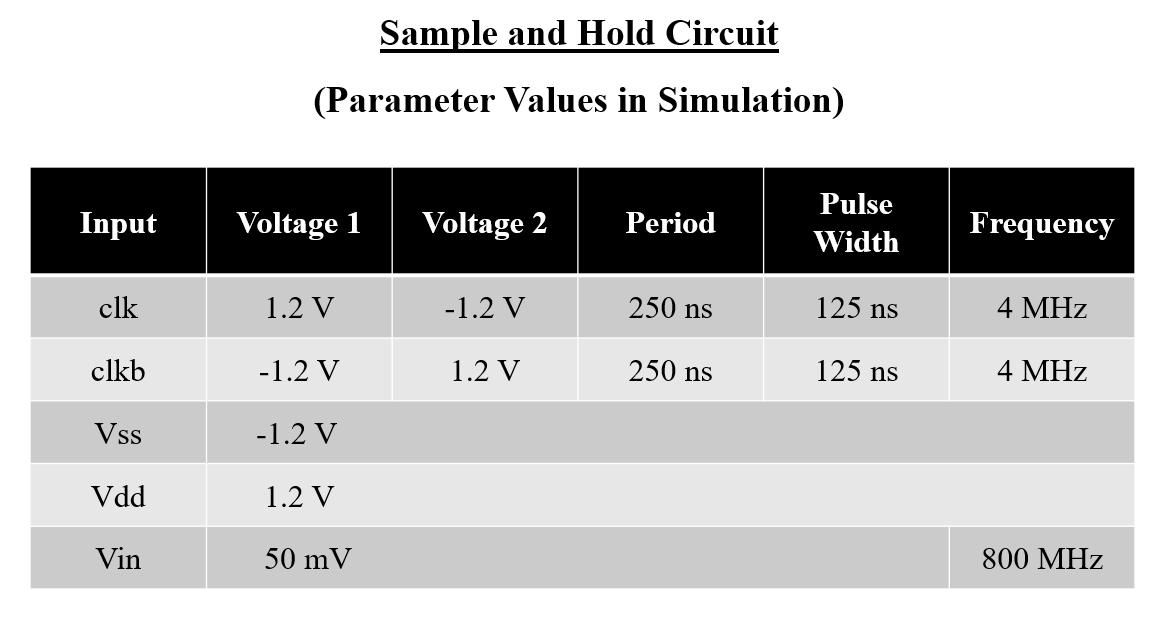 Sample and Hold Circuit
(Parameter Values in Simulation)
Input Voltage 1 Voltage 2 Period Pulse Width Frequency
clk 1.2 V -1.2 V 250 ns 125 ns 4 MHz
clkb -1.2 V 1.2 V 250 ns 125 ns 4 MHz
Vss -1.2 V
Vdd 1.2 V
Vin 50 mV 800 MHz